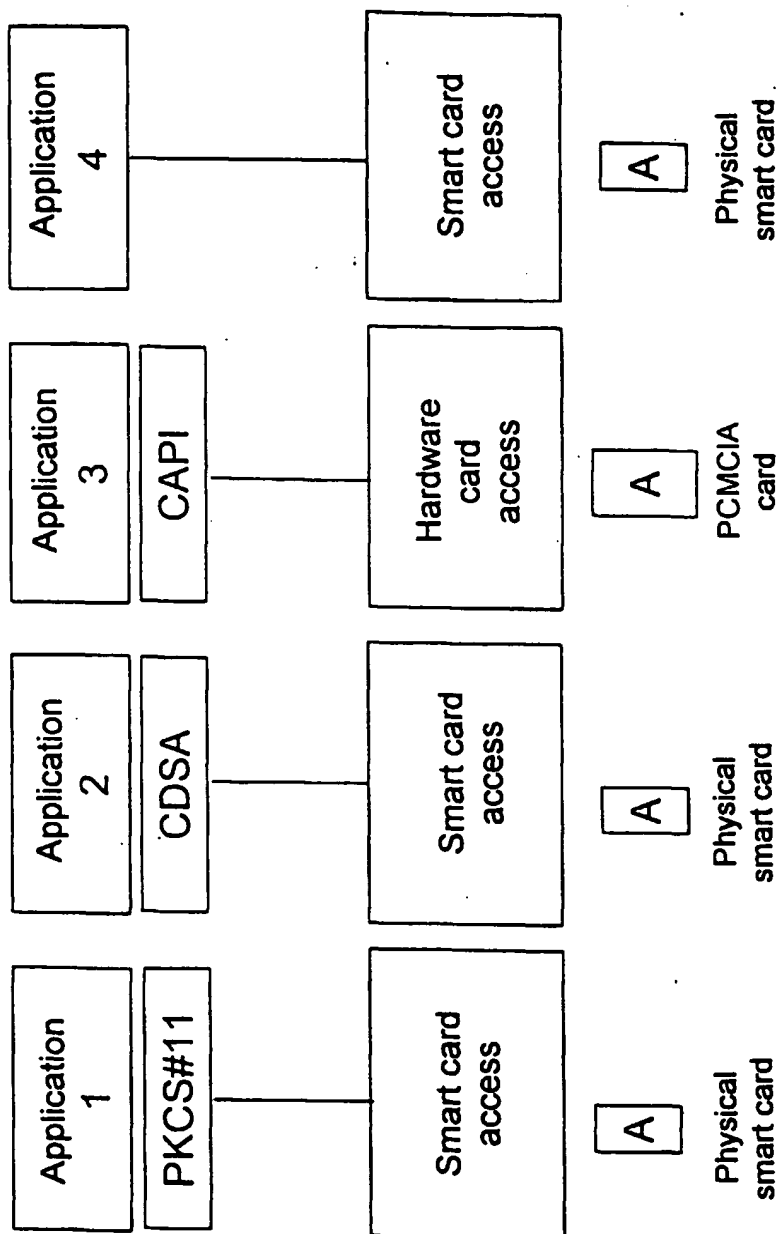 Application
1
PKCS#11
Smart card
access
A
Physical
smart card
Application
2
CDSA
Smart card
access
A
Physical
smart card
Application
3
CAPI
Hardware
card
access
A
PCMCIA
card
Application
4
Smart card
access
A
Physical
smart card